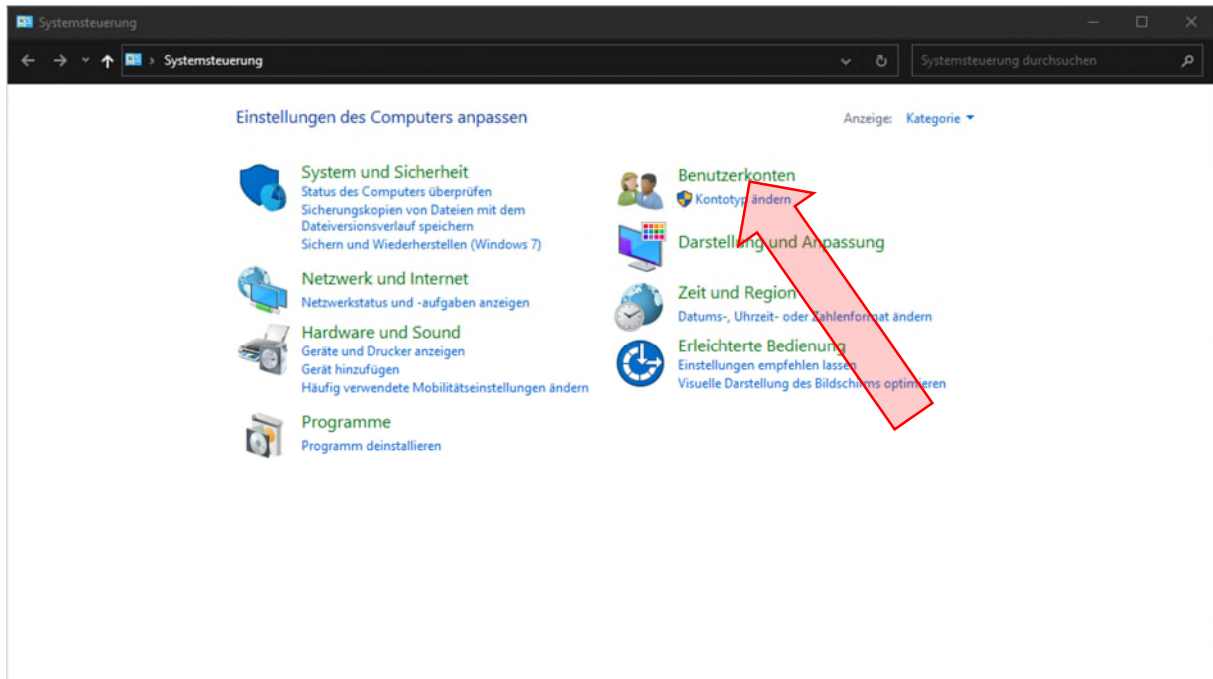 Systemsteuerung
Systemsteuerung
Systemsteuerung durchsuchen
Einstellungen des Computers anpassen
Anzeige: Kategorie
System und Sicherheit
Status des Computers überprüfen
Sicherungskopien von Dateien mit dem
Dateiversionsverlauf speichern
Sichern und Wiederherstellen (Windows 7)
Netzwerk und Internet
Netzwerkstatus und -aufgaben anzeigen
Hardware und Sound
Geräte und Drucker anzeigen
Gerät hinzufügen
Häufig verwendete Mobilitätseinstellungen ändern
Programme
Programm deinstallieren
Benutzerkonten
Kontotyp ändern
Darstellung und Anpassung
Zeit und Region
Datums-, Uhrzeit- oder Zahlenformat ändern
Erleichterte Bedienung
Einstellungen empfehlen lassen
Visuelle Darstellung des Bildschirms optimieren